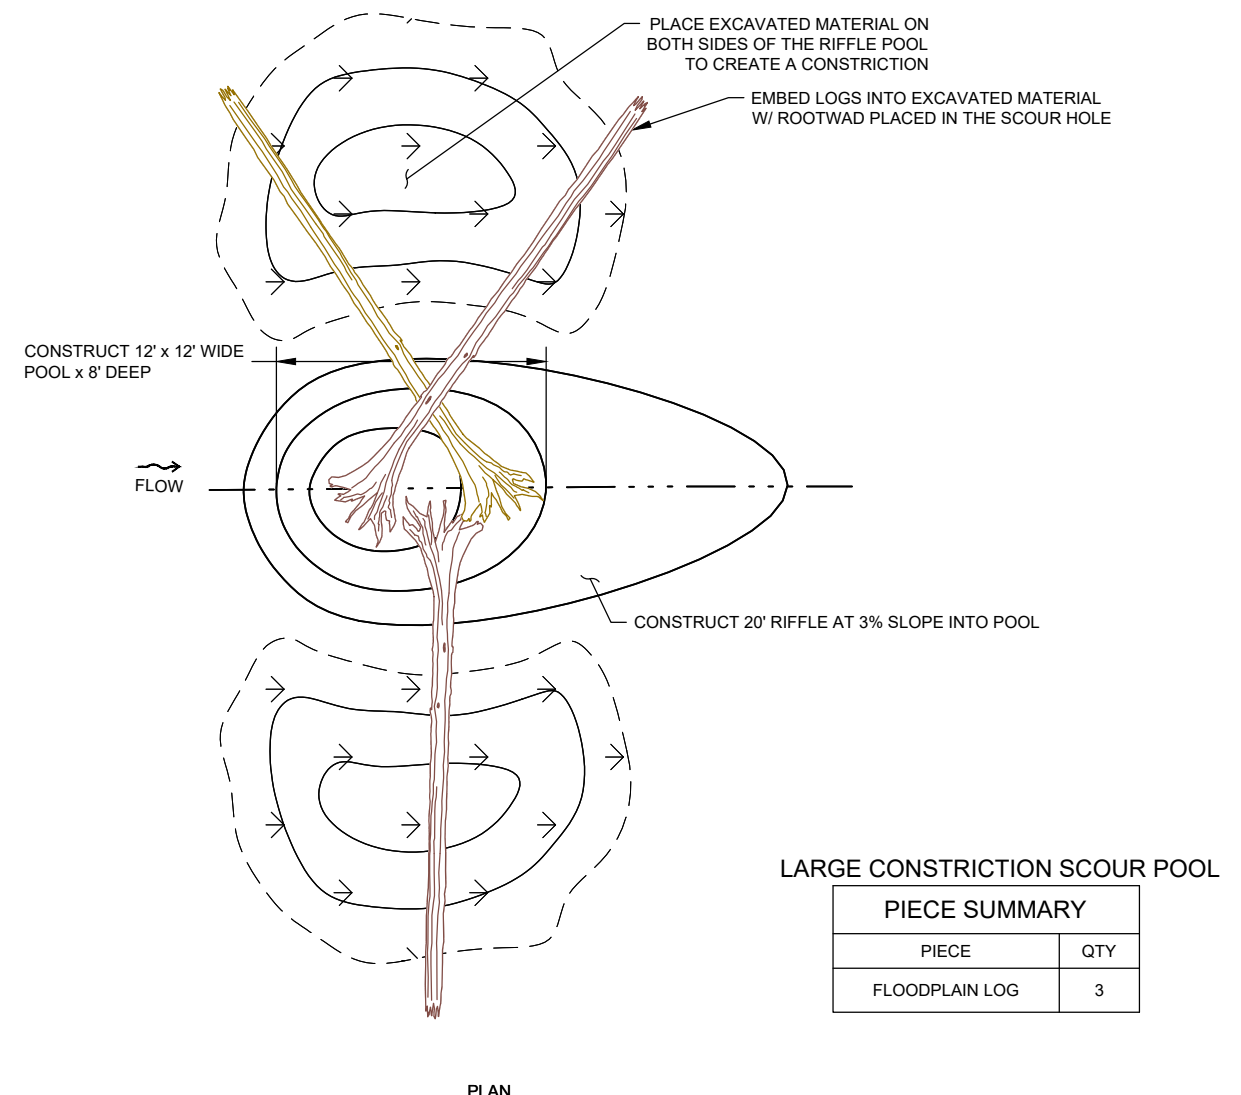 PLACE EXCAVATED MATERIAL ON
BOTH SIDES OF THE RIFFLE POOL
TO CREATE A CONSTRICTION
EMBED LOGS INTO EXCAVATED MATERIAL
W/ ROOTWAD PLACED IN THE SCOUR HOLE
CONSTRUCT 12' x 12' WIDE
POOL x 8' DEEP
FLOW
CONSTRUCT 20' RIFFLE AT 3% SLOPE INTO POOL
LARGE CONSTRICTION SCOUR POOL
PIECE SUMMARY
PIECE QTY
FLOODPLAIN LOG 3
PLAN